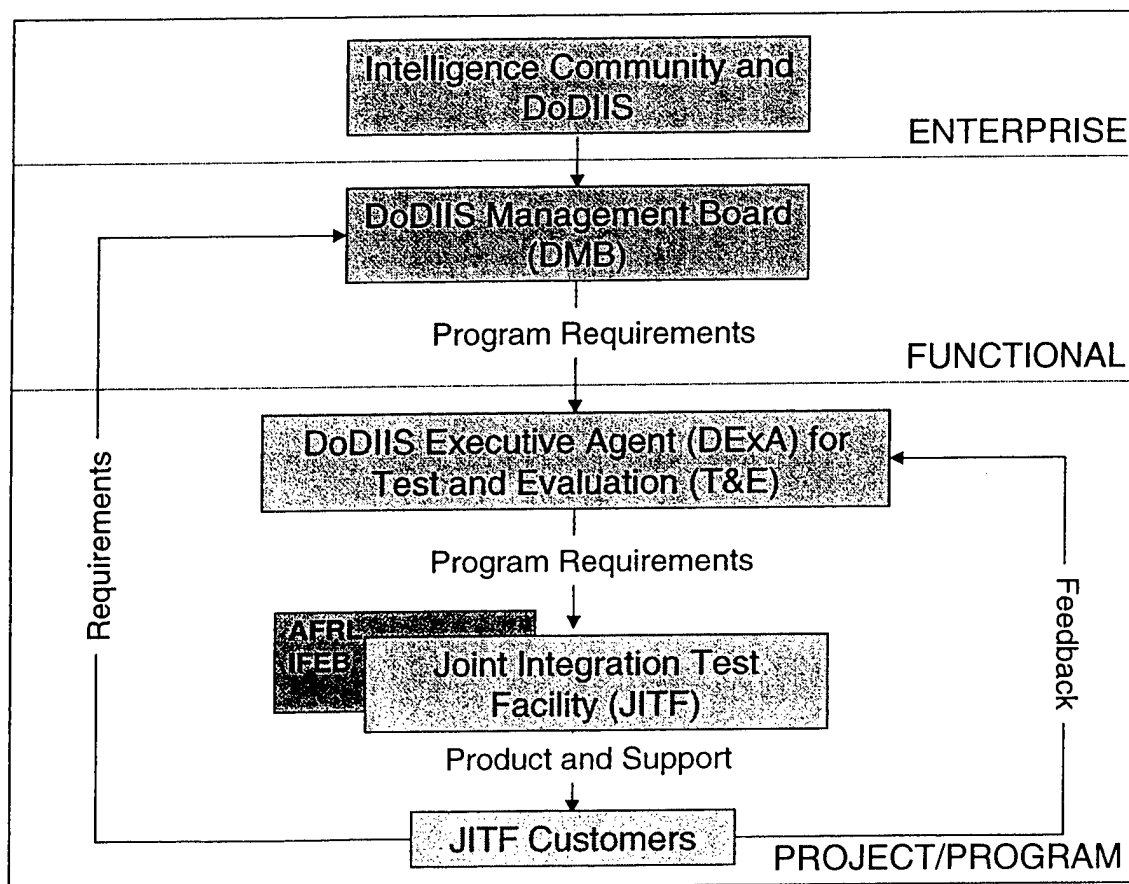 Intelligence Community and
DoDIIS
ENTERPRISE
DoDIIS Management Board
(DMB)
Program Requirements
FUNCTIONAL
DoDIIS Executive Agent (DExA) for
Test and Evaluation (T&E)
Program Requirements
Requirements
Feedback
AFRL
IFEB
Joint Integration Test
Facility (JITF)
Product and Support
JITF Customers
PROJECT/PROGRAM